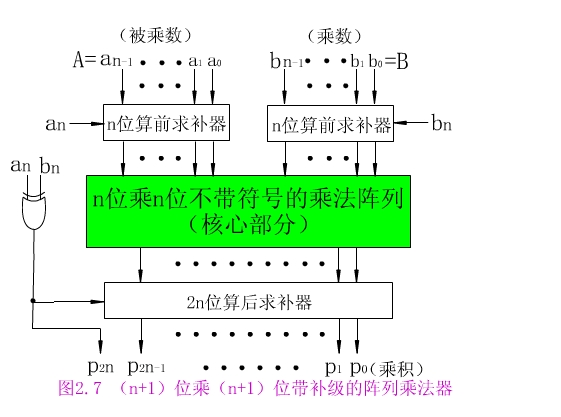 （被乘数） （乘数）
A=an-1 a1 a0 bn-1 b1 b0=B
an n位算前求补器 n位算前求补器 bn
an bn
n位乘n位不带符号的乘法阵列
（核心部分）
2n位算后求补器
p2n p2n-1 p1 p0(乘积)
图2.7 （n+1）位乘（n+1）位带补级的阵列乘法器